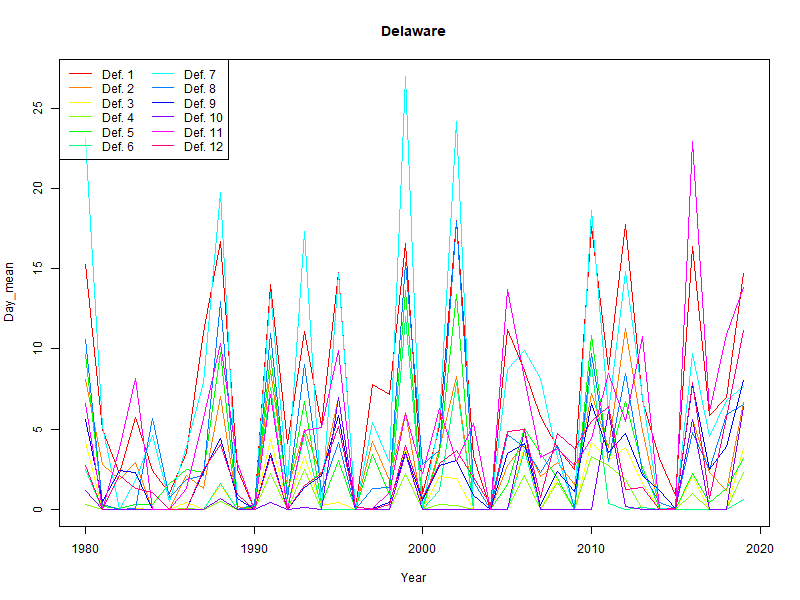 Delaware
Def. 1 Def. 7
Def. 2 Def. 8
Def. 3 Def. 9
Def. 4 Def. 10
Def. 5 Def. 11
Def. 6 Def. 12
Day_mean
25
20
15
10
5
0
1980 1990 2000 2010 2020
Year